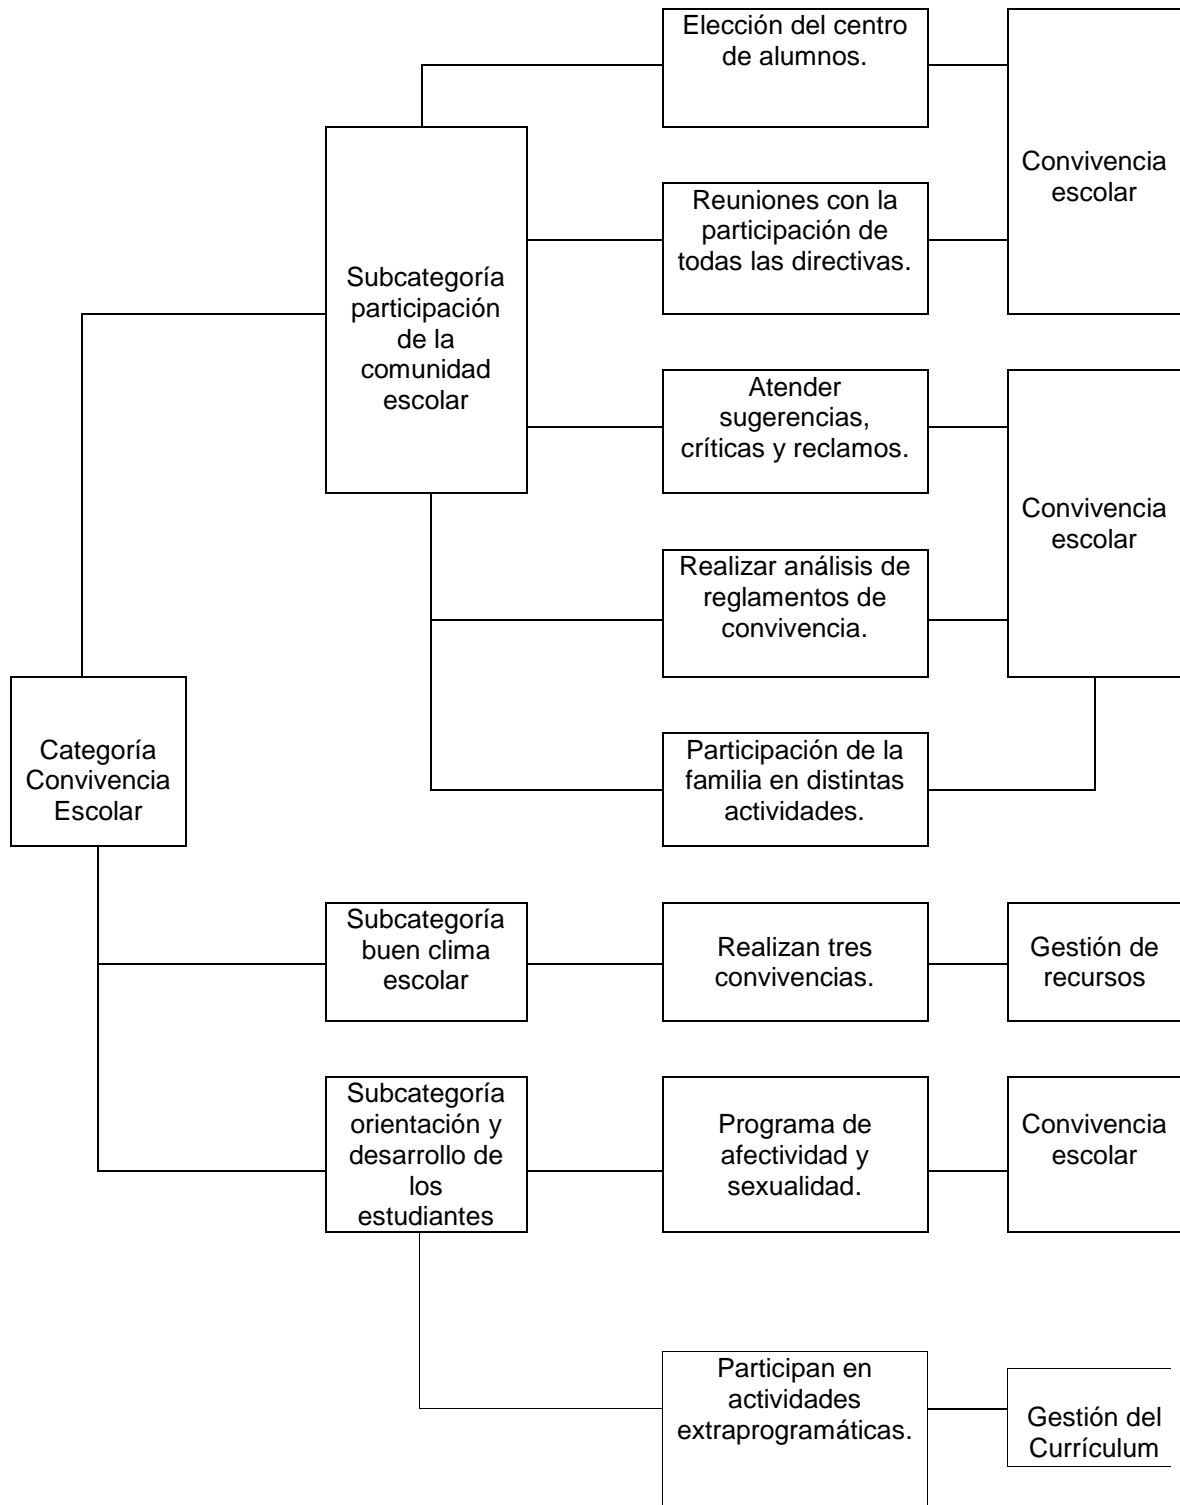 Elección del centro
de alumnos.
Convivencia
escolar
Reuniones con la
participación de
todas las directivas.
Subcategoría
participación
de la
comunidad
escolar
Atender
sugerencias,
críticas y reclamos.
Convivencia
escolar
Realizar análisis de
reglamentos de
convivencia.
Categoría
Convivencia
Escolar
Participación de la
familia en distintas
actividades.
Subcategoría
buen clima
escolar
Realizan tres
convivencias.
Gestión de
recursos
Subcategoría
orientación y
desarrollo de
los
estudiantes
Programa de
afectividad y
sexualidad.
Convivencia
escolar
Participan en
actividades
extraprogramáticas.
Gestión del
Currículum